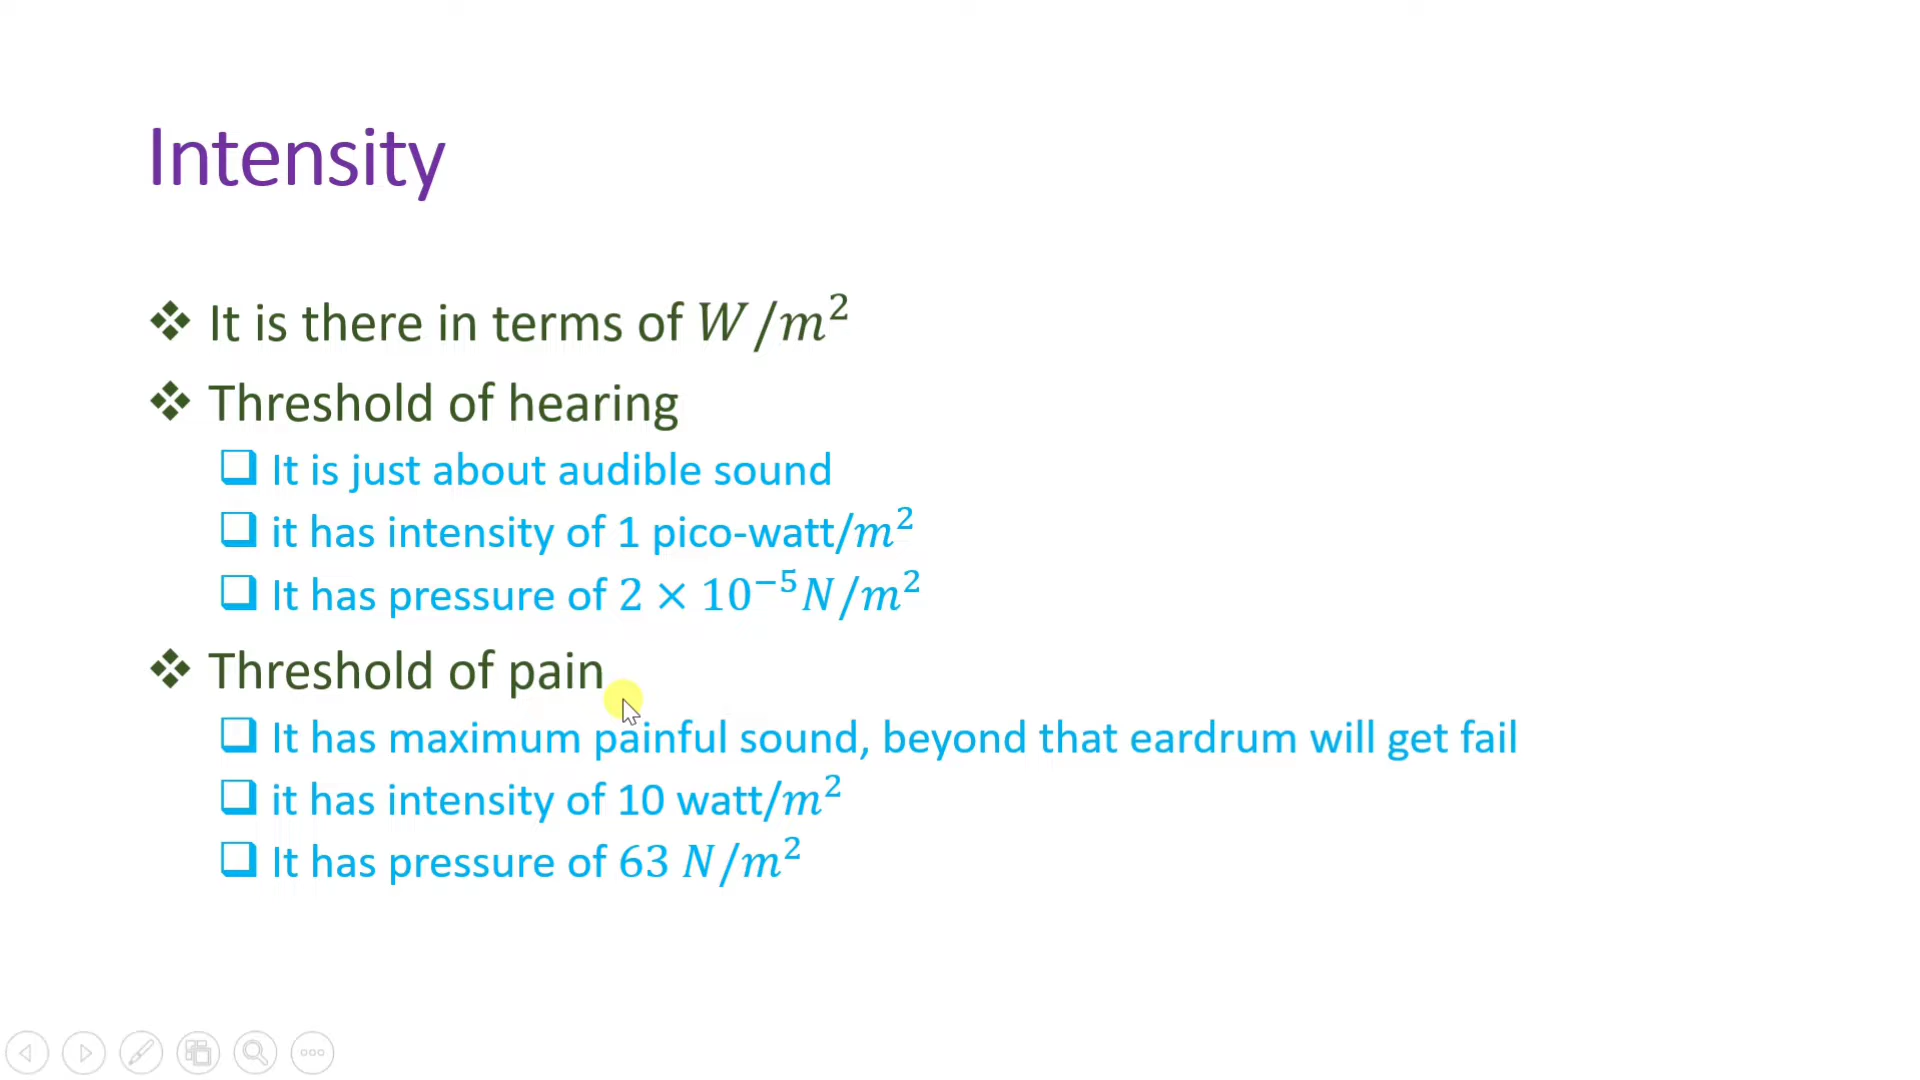 Intensity
❖ It is there in terms of W/m²
❖ Threshold of hearing
❑ It is just about audible sound
❑ it has intensity of 1 pico-watt/m²
❑ It has pressure of 2 × 10⁻⁵N/m²
❖ Threshold of pain
❑ It has maximum painful sound, beyond that eardrum will get fail
❑ it has intensity of 10 watt/m²
❑ It has pressure of 63 N/m²